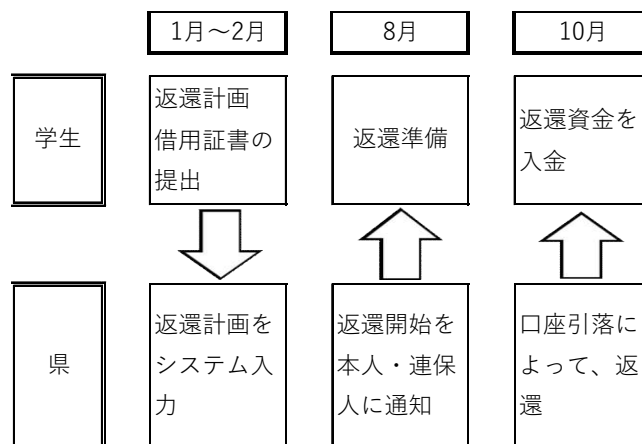 1月～2月
8月
10月
学生
返還計画
借用証書の
提出
返還準備
返還資金を
入金
県
返還計画を
システム入
力
返還開始を
本人・連保
人に通知
口座引落に
よって、返
還